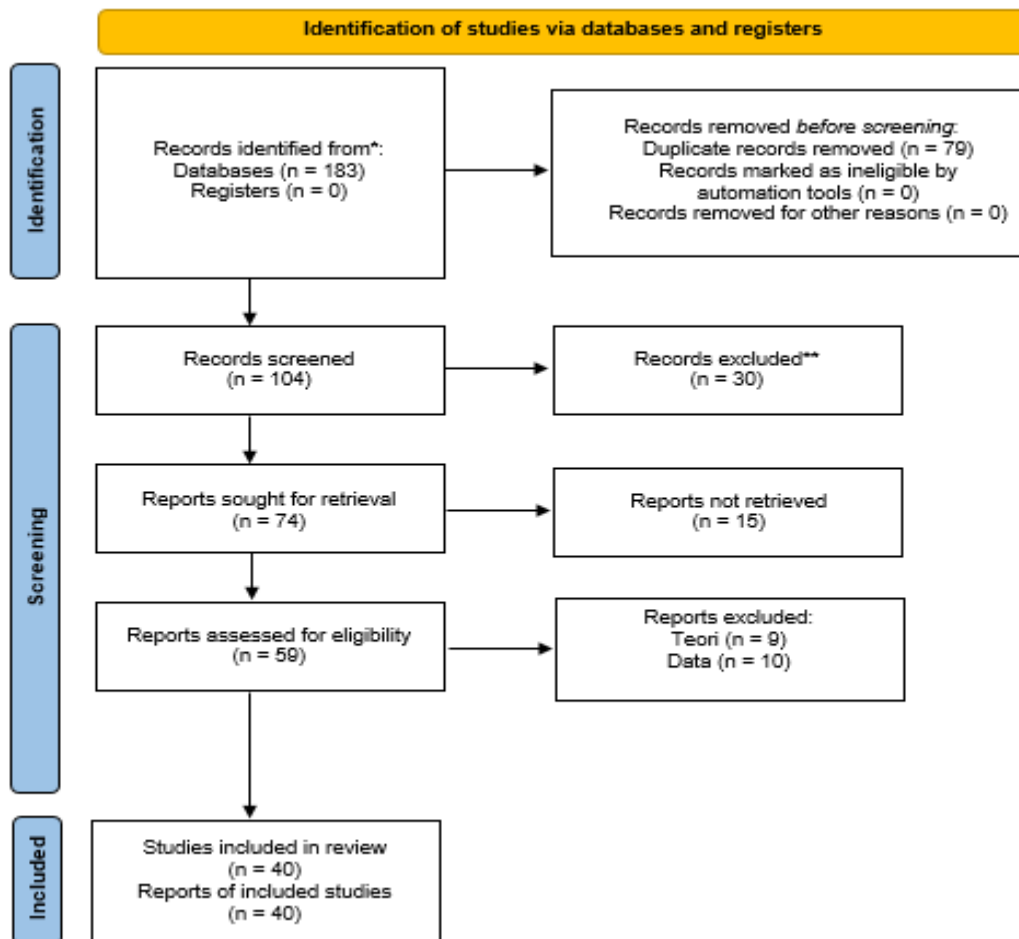 Identification of studies via databases and registers
Identification
Records identified from*:
Databases (n = 183)
Registers (n = 0)
Records removed before screening:
Duplicate records removed (n = 79)
Records marked as ineligible by
automation tools (n = 0)
Records removed for other reasons (n = 0)
Screening
Records screened
(n = 104)
Records excluded**
(n = 30)
Reports sought for retrieval
(n = 74)
Reports not retrieved
(n = 15)
Reports assessed for eligibility
(n = 59)
Reports excluded:
Teori (n = 9)
Data (n = 10)
Included
Studies included in review
(n = 40)
Reports of included studies
(n = 40)